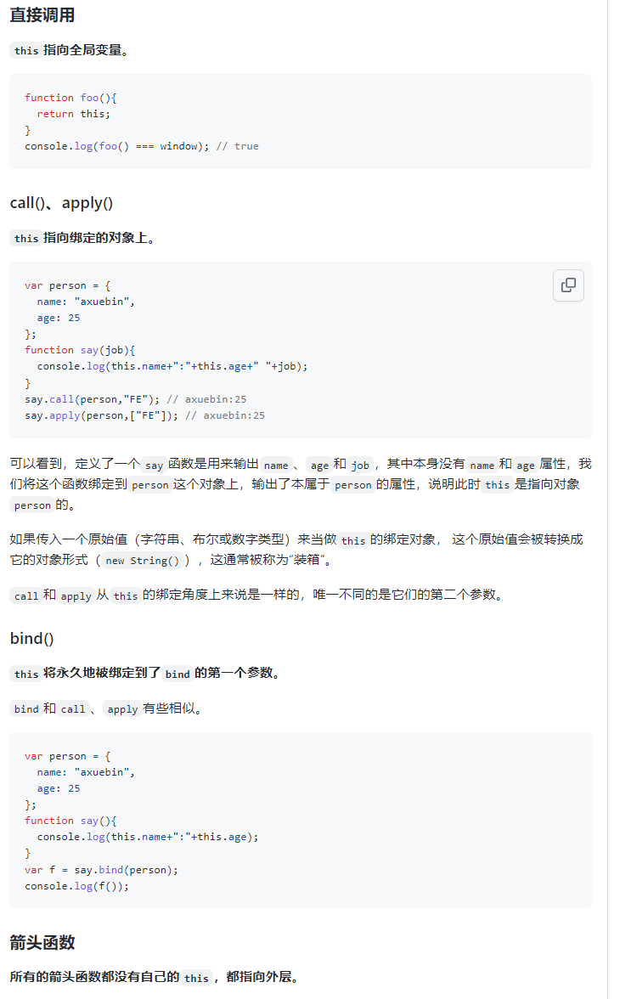 直接调用
this 指向全局变量。
function foo(){
  return this;
}
console.log(foo() === window); // true
call()、apply()
this 指向绑定的对象上。
var person = {
  name: "axuebin",
  age: 25
};
function say(job){
  console.log(this.name+":"+this.age+" "+job);
}
say.call(person,"FE"); // axuebin:25
say.apply(person,["FE"]); // axuebin:25
可以看到，定义了一个 say 函数是用来输出 name 、 age 和 job ，其中本身没有 name 和 age 属性，我
们将这个函数绑定到 person 这个对象上，输出了本属于 person 的属性，说明此时 this 是指向对象
person 的。
如果传入一个原始值（字符串、布尔或数字类型）来当做 this 的绑定对象， 这个原始值会被转换成
它的对象形式（ new String() ），这通常被称为“装箱”。
call 和 apply 从 this 的绑定角度上来说是一样的，唯一不同的是它们的第二个参数。
bind()
this 将永久地被绑定到了 bind 的第一个参数。
bind 和 call 、 apply 有些相似。
var person = {
  name: "axuebin",
  age: 25
};
function say(){
  console.log(this.name+":"+this.age);
}
var f = say.bind(person);
console.log(f());
箭头函数
所有的箭头函数都没有自己的 this ，都指向外层。